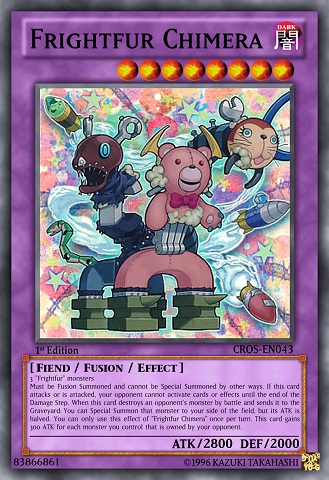 FRIGHTFUR CHIMERA
DARK
闇
1st Edition
CROS-EN043
[ FIEND / FUSION / EFFECT ]
3 "Frightfur" monsters
Must be Fusion Summoned and cannot be Special Summoned by other ways. If this card
attacks or is attacked, your opponent cannot activate cards or effects until the end of the
Damage Step. When this card destroys an opponent's monster by battle and sends it to the
Graveyard: You can Special Summon that monster to your side of the field, but its ATK is
halved. You can only use this effect of "Frightfur Chimera" once per turn. This card gains
300 ATK for each monster you control that is owned by your opponent.
ATK/2800 DEF/2000
83866861
©1996 KAZUKI TAKAHASHI